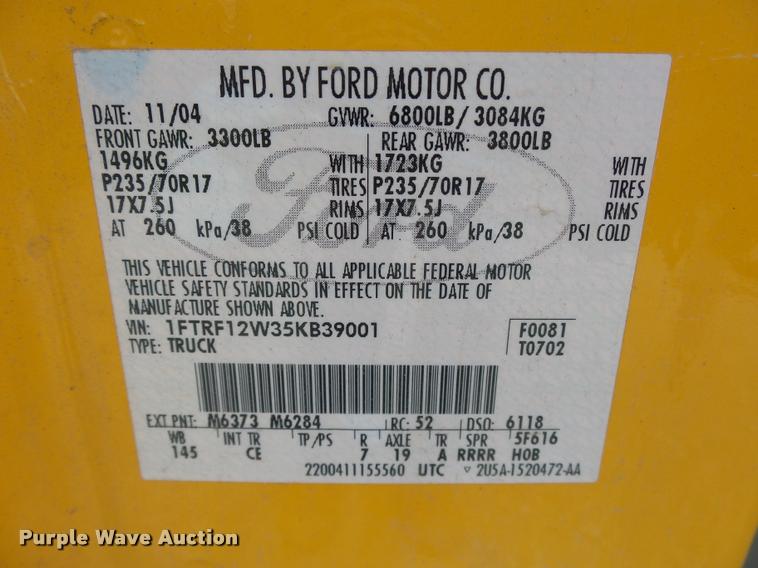 MFD. BY FORD MOTOR CO.
DATE: 11/04 GVWR: 6800LB/ 3084KG
FRONT GAWR: 3300LB REAR GAWR: 3800LB
1496KG WITH 1723KG WITH
P235/70R17 TIRES P235/70R17 TIRES
17X7.5J RIMS 17X7.5J RIMS
AT 260 kPa/38 PSI COLD AT 260 kPa/38 PSI COLD
Ford
THIS VEHICLE CONFORMS TO ALL APPLICABLE FEDERAL MOTOR
VEHICLE SAFETY STANDARDS IN EFFECT ON THE DATE OF
MANUFACTURE SHOWN ABOVE.
VIN: 1FTRF12W35KB39001 F0081
TYPE: TRUCK T0702
EXT PNT: M6373 M6284 RC: 52 DSO: 6118
WB INT TR TP/PS R AXLE TR SPR 5F616
145 CE 7 19 A RRRR HOB
2200411155560 UTC ▽ 2U5A-1520472-AA
Purple Wave Auction